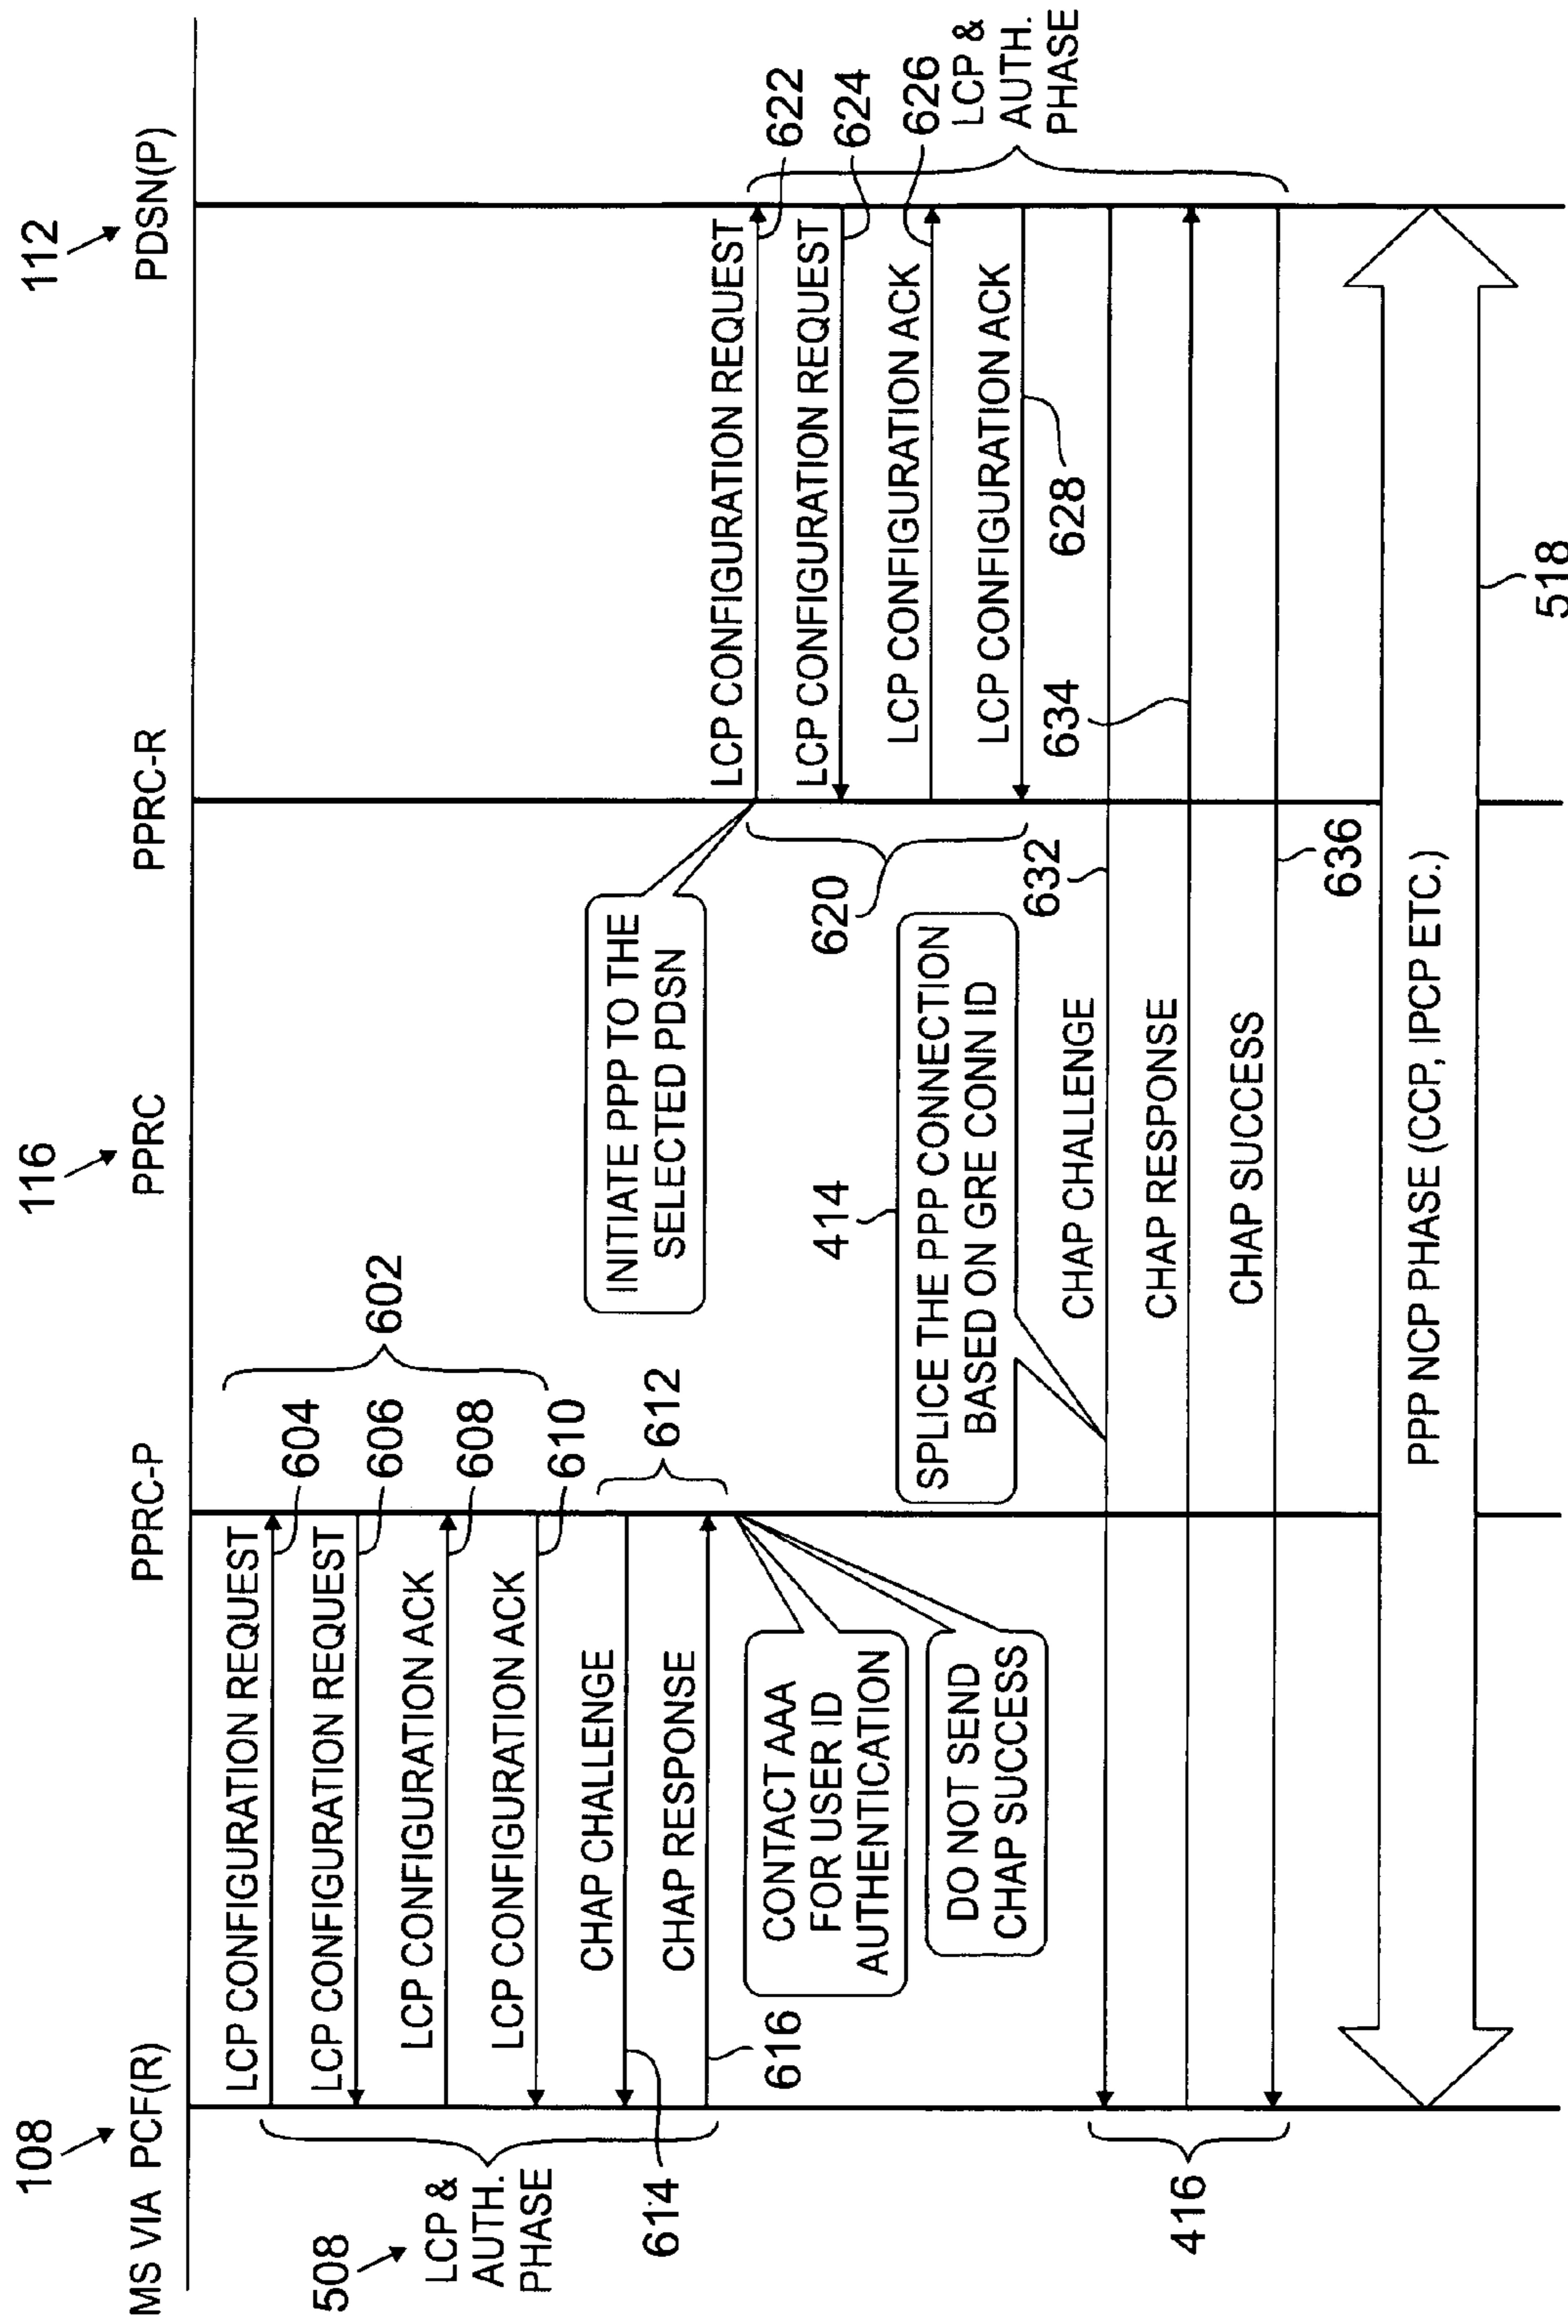 108
MS VIA PCF(R)
PPRC-P
116
PPRC
PPRC-R
112
PDSN(P)
508
LCP &
AUTH.
PHASE
LCP CONFIGURATION REQUEST
604
LCP CONFIGURATION REQUEST
606
LCP CONFIGURATION ACK
608
LCP CONFIGURATION ACK
610
602
CHAP CHALLENGE
614
CHAP RESPONSE
616
612
CONTACT AAA
FOR USER ID
AUTHENTICATION
DO NOT SEND
CHAP SUCCESS
INITIATE PPP TO THE
SELECTED PDSN
LCP CONFIGURATION REQUEST
622
LCP CONFIGURATION REQUEST
624
LCP CONFIGURATION ACK
626
LCP CONFIGURATION ACK
628
620
LCP &
AUTH.
PHASE
414
SPLICE THE PPP CONNECTION
BASED ON GRE CONN ID
CHAP CHALLENGE
632
CHAP RESPONSE
634
CHAP SUCCESS
636
416
PPP NCP PHASE (CCP, IPCP ETC.)
518